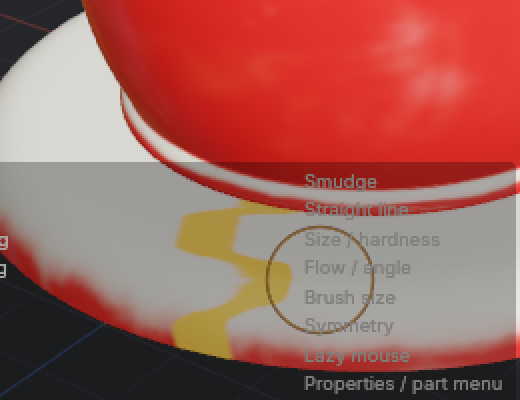 Smudge
Straight line
Size / hardness
g
Flow / angle
g
Brush size
Symmetry
Lazy mouse
Properties / part menu